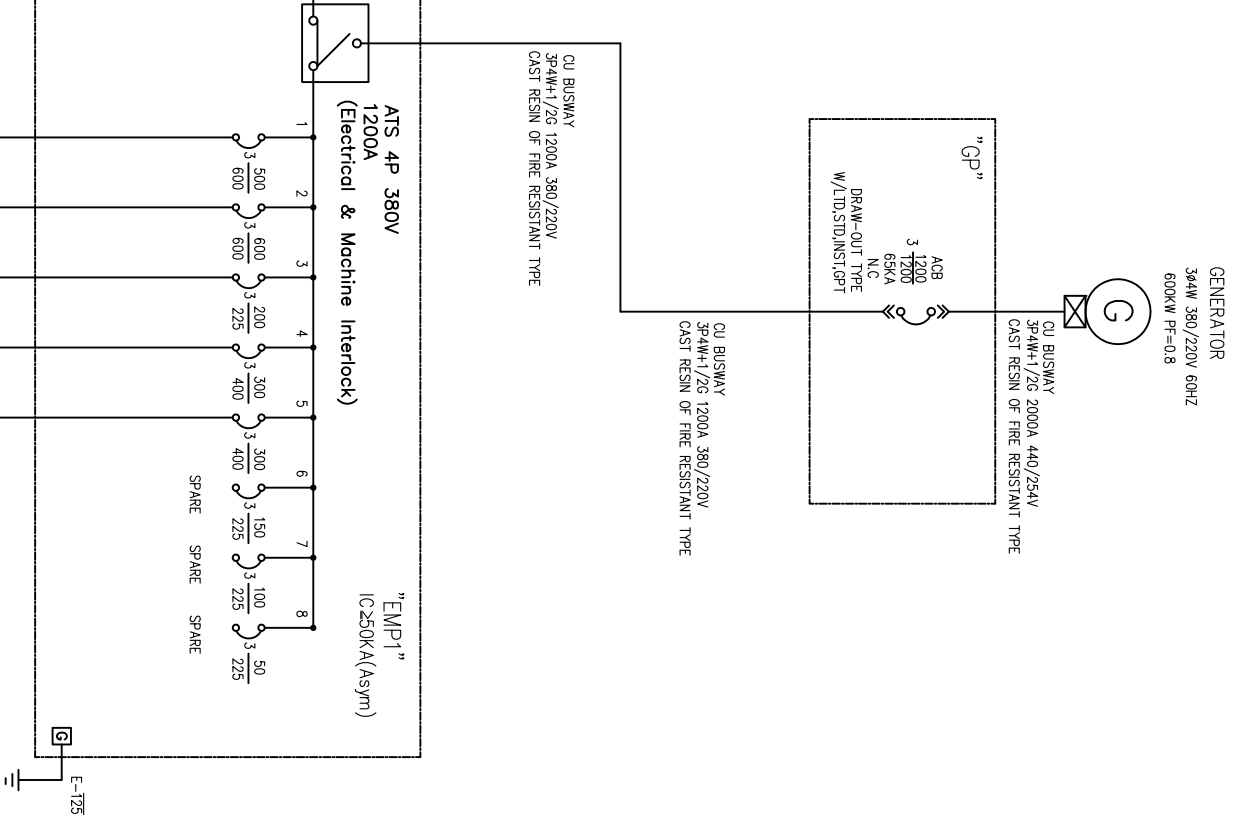 GENERATOR
3ø4W 380/220V 60HZ
600KW PF=0.8
G
CU BUSWAY
3P4W+1/2G 2000A 440/254V
CAST RESIN OF FIRE RESISTANT TYPE
"GP"
ACB
3 1200
1200
65KA
N.C
DRAW-OUT TYPE
W/LTD,STD,INST,GPT
CU BUSWAY
3P4W+1/2G 1200A 380/220V
CAST RESIN OF FIRE RESISTANT TYPE
CU BUSWAY
3P4W+1/2G 1200A 380/220V
CAST RESIN OF FIRE RESISTANT TYPE
ATS 4P 380V
1200A
(Electrical & Machine Interlock)
"EMP1"
IC≥50KA(Asym)
1
3 500
600
2
3 600
600
3
3 200
225
4
3 300
400
5
3 300
400
6
3 150
225
SPARE
7
3 100
225
SPARE
8
3 50
225
SPARE
G
E-125